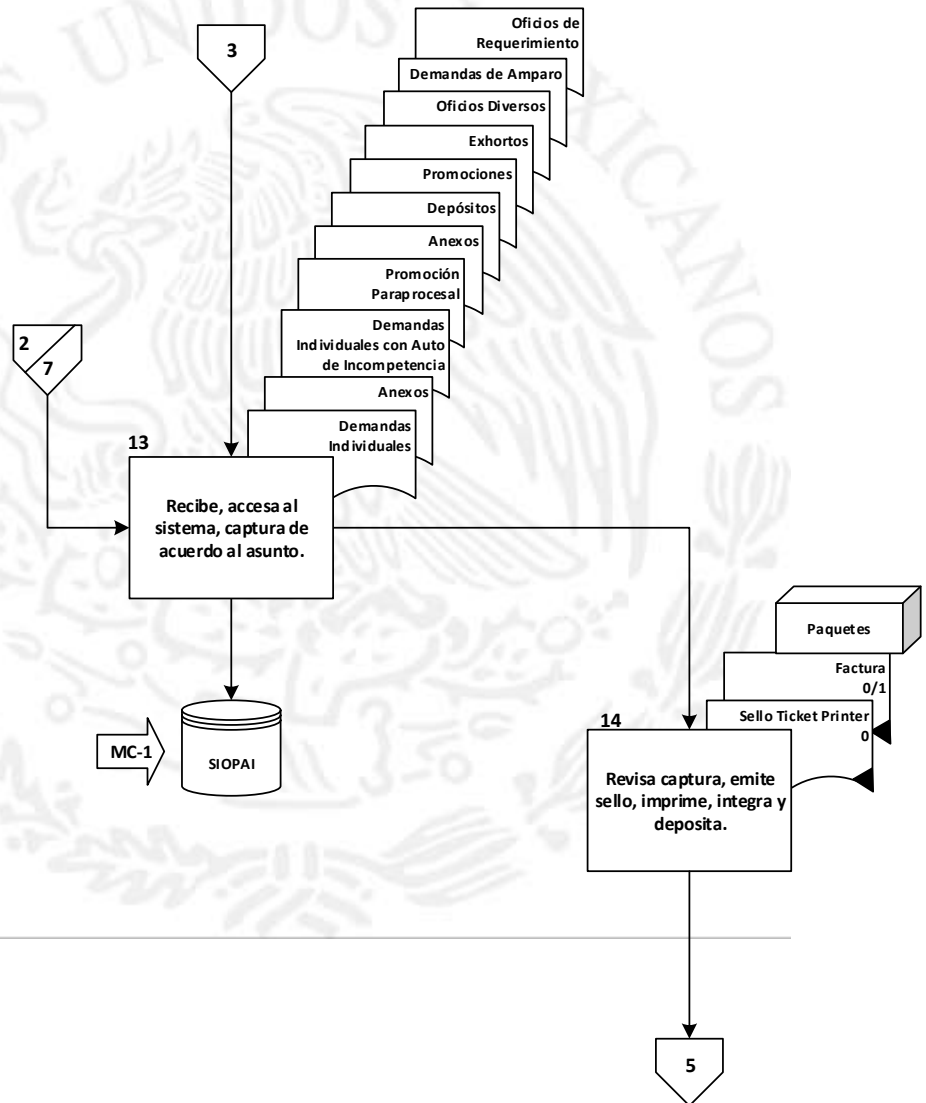 Oficios de
Requerimiento
3
Demandas de Amparo
Oficios Diversos
Exhortos
Promociones
Depósitos
Anexos
Promoción
Paraprocesal
Demandas
Individuales con Auto
de Incompetencia
2
7
Anexos
Demandas
Individuales
13
Recibe, accesa al
sistema, captura de
acuerdo al asunto.
Paquetes
Factura
0/1
Sello Ticket Printer
0
14
MC-1
SIOPAI
Revisa captura, emite
sello, imprime, integra y
deposita.
5
UNIDOS MEXICANOS